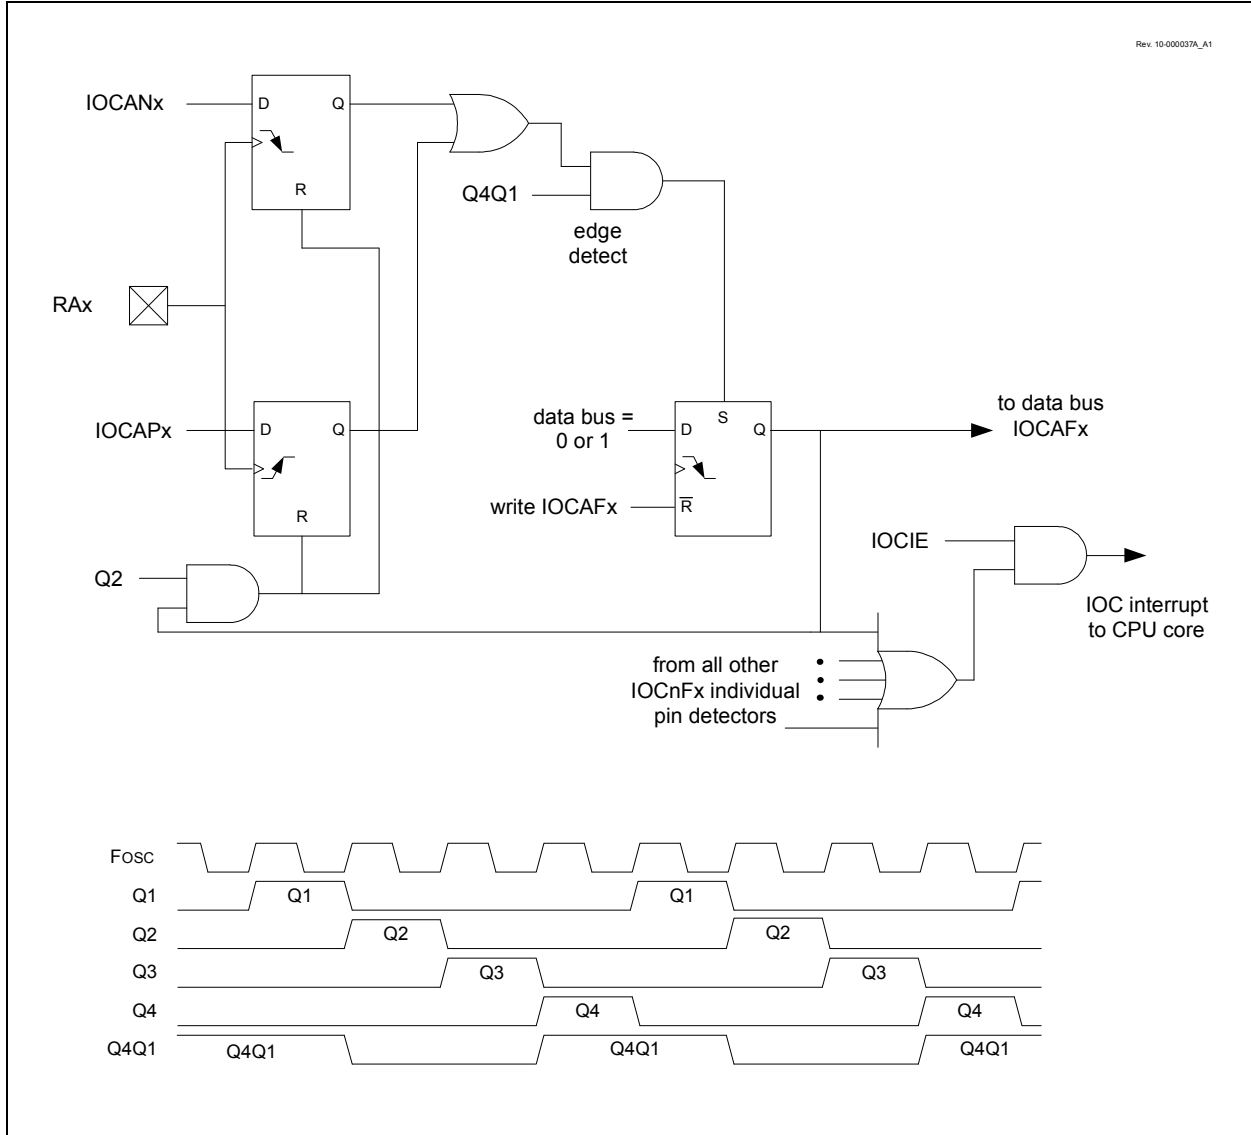 Rev. 10-000037A_A1
IOCANx
D
Q
R
Q4Q1
edge
detect
RAx
IOCAPx
D
Q
R
data bus =
0 or 1
S
D
Q
to data bus
IOCAFx
write IOCAFx
R
IOCIE
Q2
IOC interrupt
to CPU core
from all other
IOCnFx individual
pin detectors
FOSC
Q1
Q1
Q1
Q2
Q2
Q2
Q3
Q3
Q3
Q4
Q4
Q4
Q4Q1
Q4Q1
Q4Q1
Q4Q1